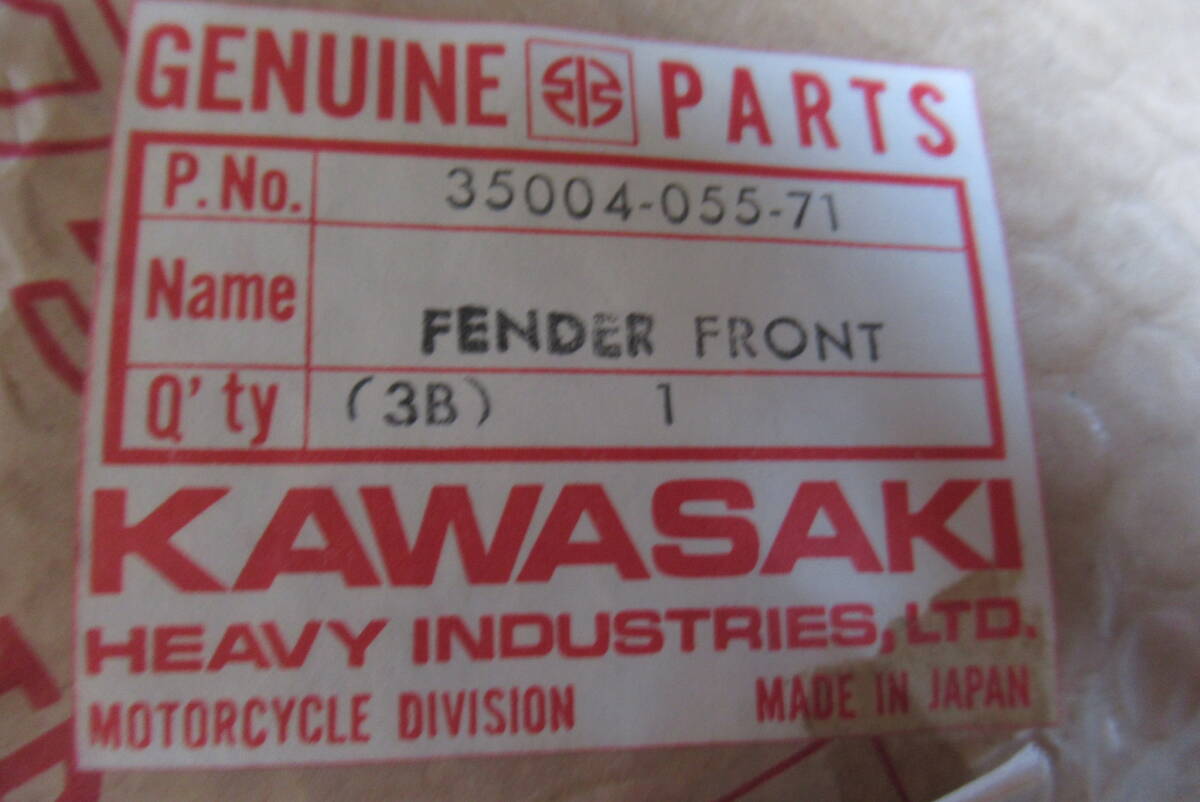 GENUINE PARTS
P.No. 35004-055-71
Name FENDER FRONT
Q'ty (3B) 1
KAWASAKI
HEAVY INDUSTRIES, LTD.
MOTORCYCLE DIVISION MADE IN JAPAN